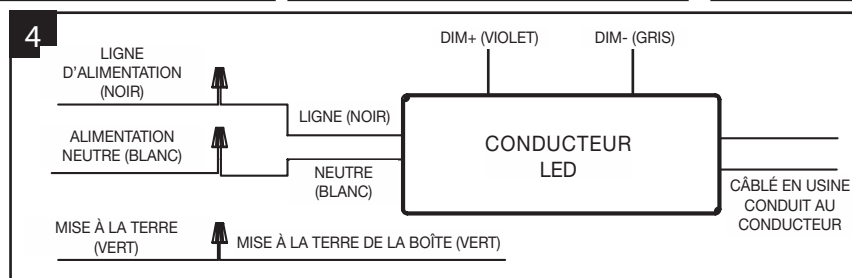 4
LIGNE
D'ALIMENTATION
(NOIR)
ALIMENTATION
NEUTRE (BLANC)
MISE À LA TERRE
(VERT)
LIGNE (NOIR)
NEUTRE
(BLANC)
MISE À LA TERRE DE LA BOÎTE (VERT)
DIM+ (VIOLET)
DIM- (GRIS)
CONDUCTEUR
LED
CÂBLÉ EN USINE
CONDUIT AU
CONDUCTEUR